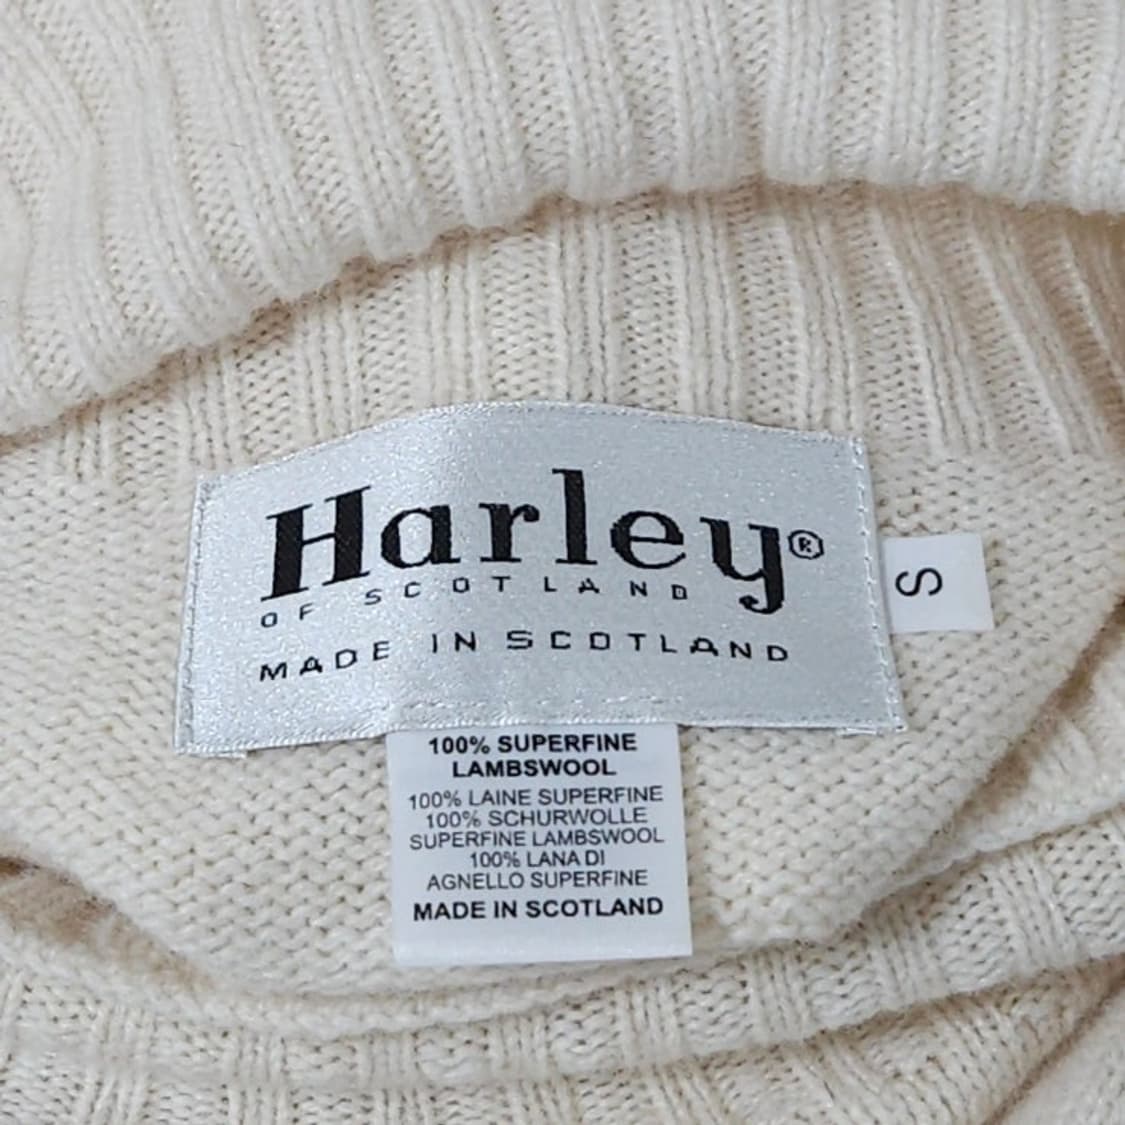 Harley®
OF SCOTLAND
MADE IN SCOTLAND
S
100% SUPERFINE
LAMBSWOOL
100% LAINE SUPERFINE
100% SCHURWOLLE
SUPERFINE LAMBSWOOL
100% LANA DI
AGNELLO SUPERFINE
MADE IN SCOTLAND